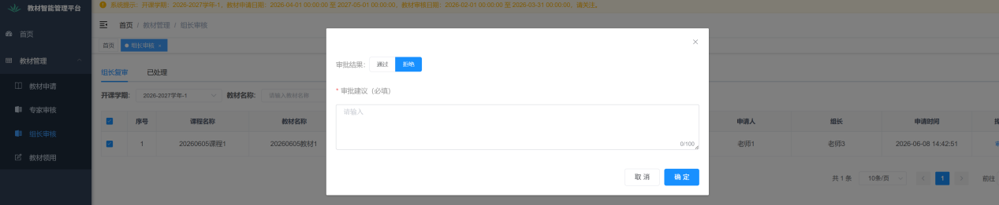 教材智能管理平台
系统提示：开课学期：2026-2027学年-1，教材申请日期：2026-04-01 00:00:00 至 2027-05-01 00:00:00，教材审核日期：2026-02-01 00:00:00 至 2026-03-31 00:00:00，请关注。
首页
教材管理
教材申请
专家审核
组长审核
教材领用
首页 / 教材管理 / 组长审核
首页 组长审核 ×
组长复审 已处理
开课学期： 2026-2027学年-1 教材名称： 请输入教材名称
序号 课程名称 教材名称 申请人 组长 申请时间
1 20260605课程1 20260605教材1 老师1 老师3 2026-06-08 14:42:51
共 1 条 10条/页 < 1 > 前往
×
审批结果： 通过 拒绝
* 审批建议（必填）
请输入
0/100
取 消 确 定